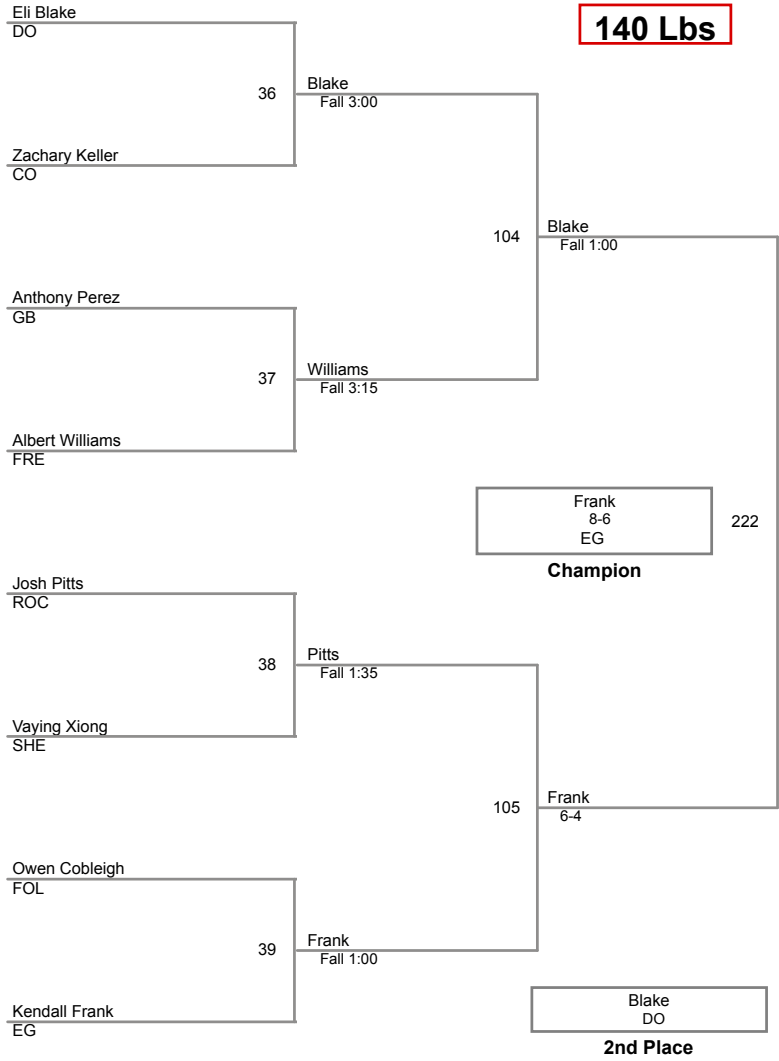 Eli Blake
DO
140 Lbs
36
Blake
Fall 3:00
Zachary Keller
CO
104
Blake
Fall 1:00
Anthony Perez
GB
37
Williams
Fall 3:15
Albert Williams
FRE
Frank
8-6
EG
222
Champion
Josh Pitts
ROC
38
Pitts
Fall 1:35
Vaying Xiong
SHE
105
Frank
6-4
Owen Cobleigh
FOL
39
Frank
Fall 1:00
Kendall Frank
EG
Blake
DO
2nd Place